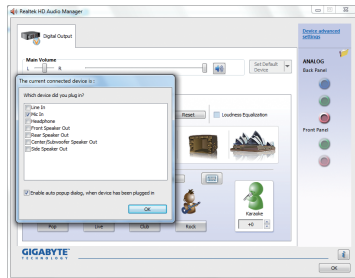 Realtek HD Audio Manager
Digital Output
Device advanced settings
Main Volume
L
R
Set Default Device
ANALOG
Back Panel
Front Panel
The current connected device is :
Which device did you plug in?
Line In
Mic In
Headphone
Front Speaker Out
Rear Speaker Out
Center/Subwoofer Speaker Out
Side Speaker Out
Enable auto popup dialog, when device has been plugged in
OK
Reset
Loudness Equalization
Pop
Live
Club
Rock
Karaoke
+0
GIGABYTE
TECHNOLOGY
OK